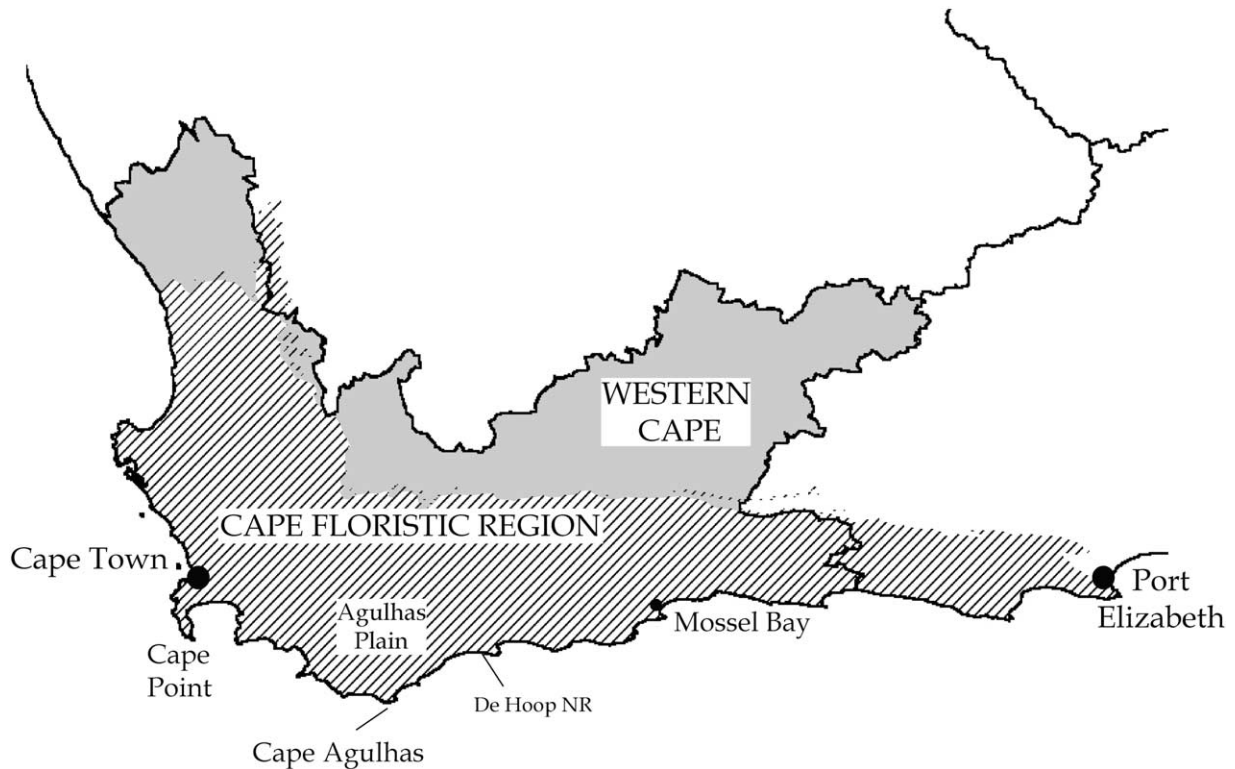 WESTERN
CAPE
CAPE FLORISTIC REGION
Cape Town
Agulhas
Plain
Mossel Bay
Port
Elizabeth
Cape
Point
De Hoop NR
Cape Agulhas